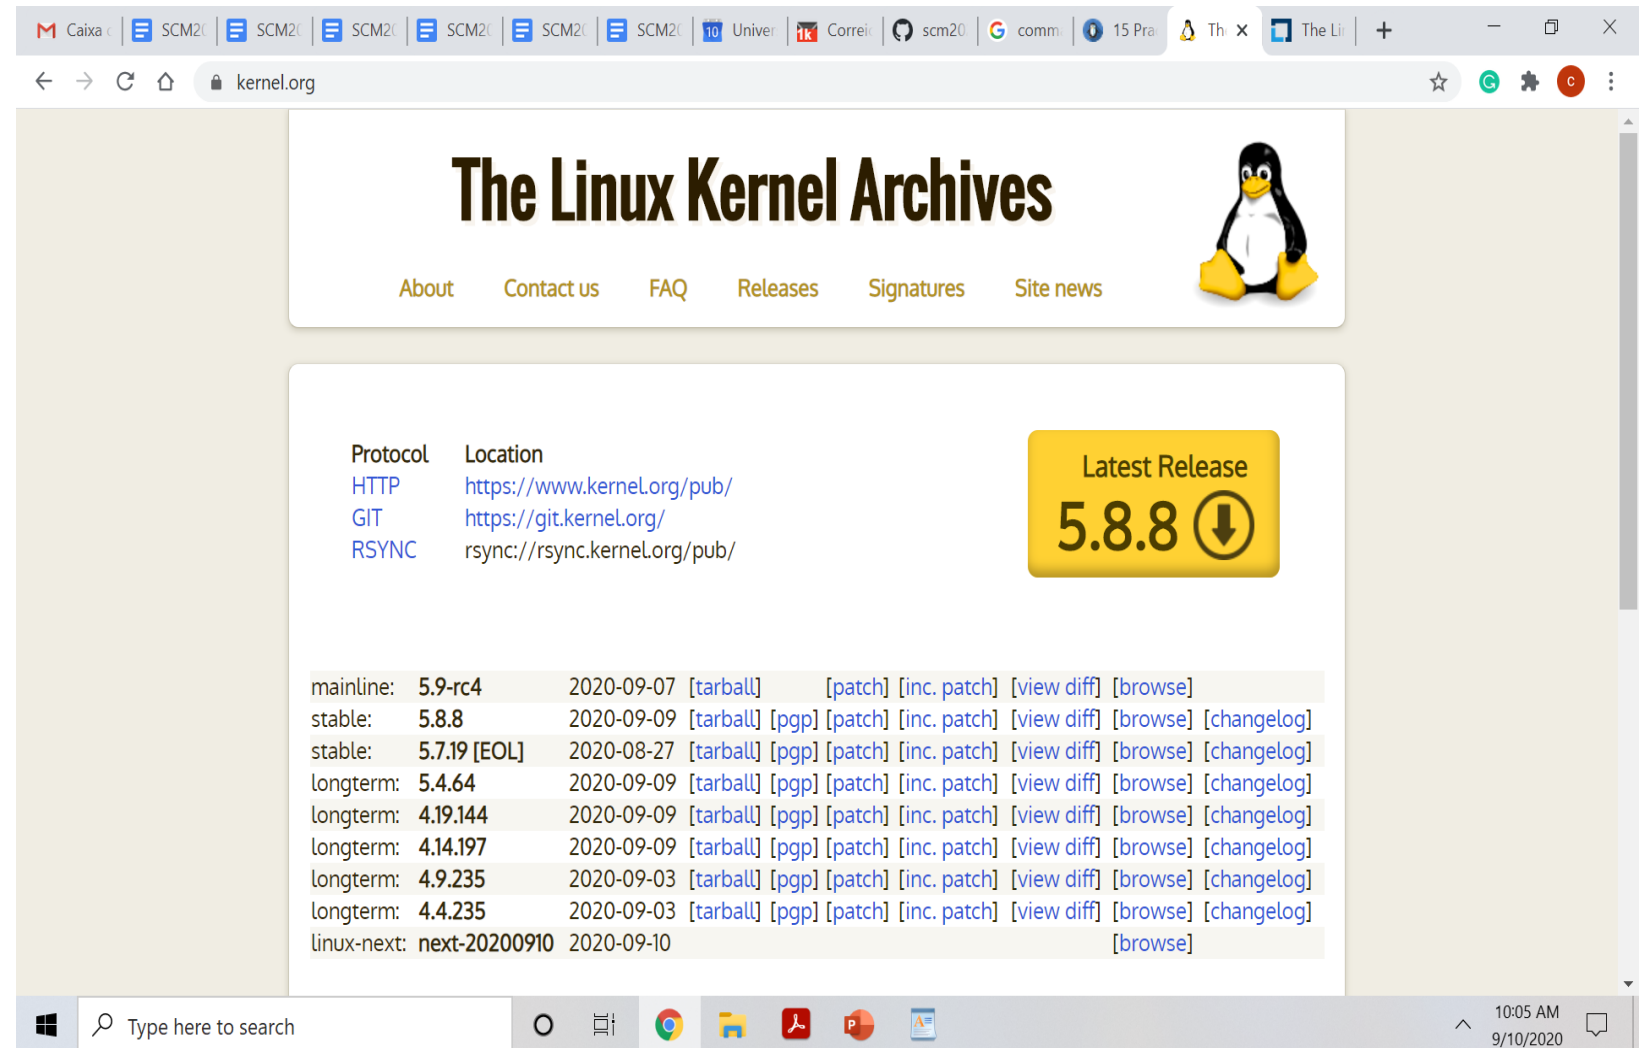 Caixa c SCM2( SCM2( SCM2( SCM2( SCM2( SCM2( 10 Univer 1k Correic scm20 G comm 15 Pra Th The Lin
kernel.org
G C
The Linux Kernel Archives
About Contact us FAQ Releases Signatures Site news
Protocol Location
HTTP https://www.kernel.org/pub/
GIT https://git.kernel.org/
RSYNC rsync://rsync.kernel.org/pub/
Latest Release
5.8.8
mainline: 5.9-rc4 2020-09-07 [tarball] [patch] [inc. patch] [view diff] [browse]
stable: 5.8.8 2020-09-09 [tarball] [pgp] [patch] [inc. patch] [view diff] [browse] [changelog]
stable: 5.7.19 [EOL] 2020-08-27 [tarball] [pgp] [patch] [inc. patch] [view diff] [browse] [changelog]
longterm: 5.4.64 2020-09-09 [tarball] [pgp] [patch] [inc. patch] [view diff] [browse] [changelog]
longterm: 4.19.144 2020-09-09 [tarball] [pgp] [patch] [inc. patch] [view diff] [browse] [changelog]
longterm: 4.14.197 2020-09-09 [tarball] [pgp] [patch] [inc. patch] [view diff] [browse] [changelog]
longterm: 4.9.235 2020-09-03 [tarball] [pgp] [patch] [inc. patch] [view diff] [browse] [changelog]
longterm: 4.4.235 2020-09-03 [tarball] [pgp] [patch] [inc. patch] [view diff] [browse] [changelog]
linux-next: next-20200910 2020-09-10 [browse]
Type here to search
10:05 AM
9/10/2020